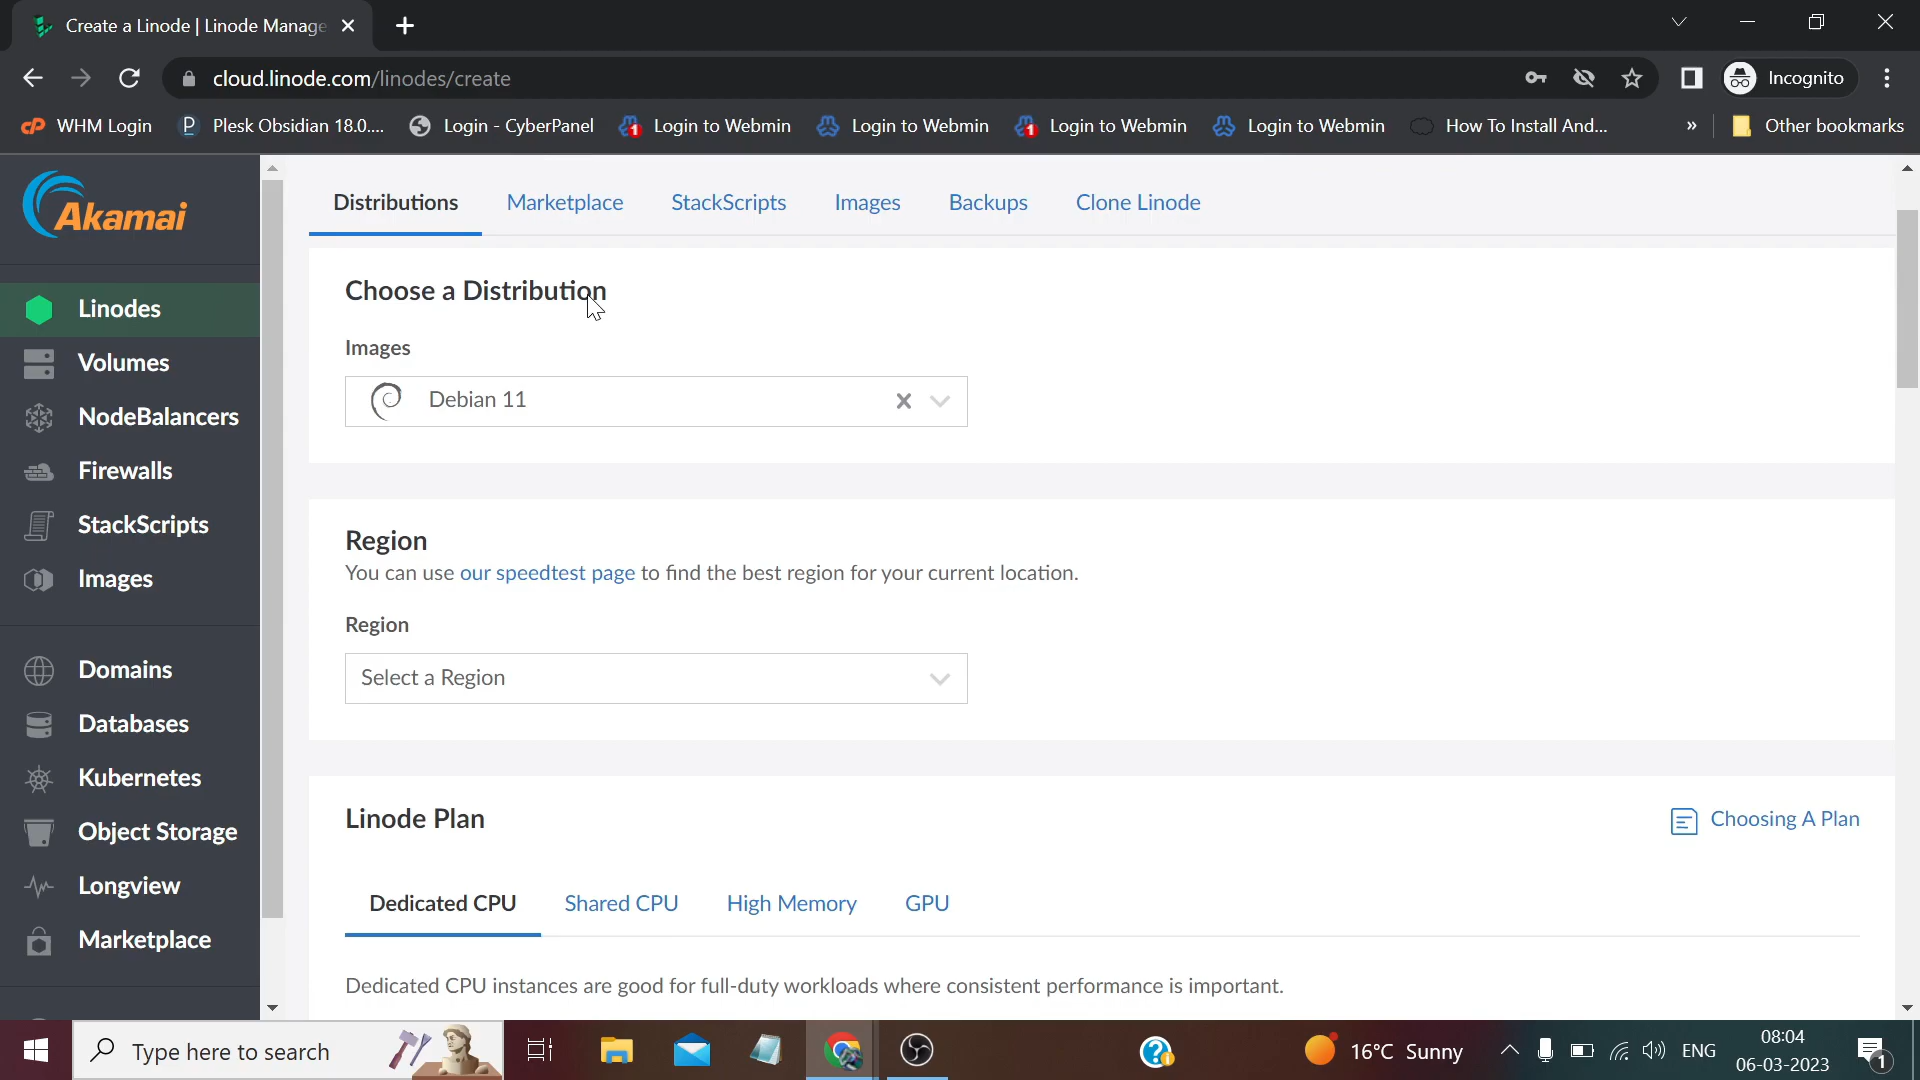 Create a Linode | Linode Manage
cloud.linode.com/linodes/create
Incognito
WHM Login
Plesk Obsidian 18.0....
Login - CyberPanel
Login to Webmin
Login to Webmin
Login to Webmin
Login to Webmin
How To Install And...
»
Other bookmarks
Akamai
Linodes
Volumes
NodeBalancers
Firewalls
StackScripts
Images
Domains
Databases
Kubernetes
Object Storage
Longview
Marketplace
Distributions
Marketplace
StackScripts
Images
Backups
Clone Linode
Choose a Distribution
Images
Debian 11
Region
You can use our speedtest page to find the best region for your current location.
Region
Select a Region
Linode Plan
Choosing A Plan
Dedicated CPU
Shared CPU
High Memory
GPU
Dedicated CPU instances are good for full-duty workloads where consistent performance is important.
Type here to search
16°C Sunny
ENG
08:04
06-03-2023
1